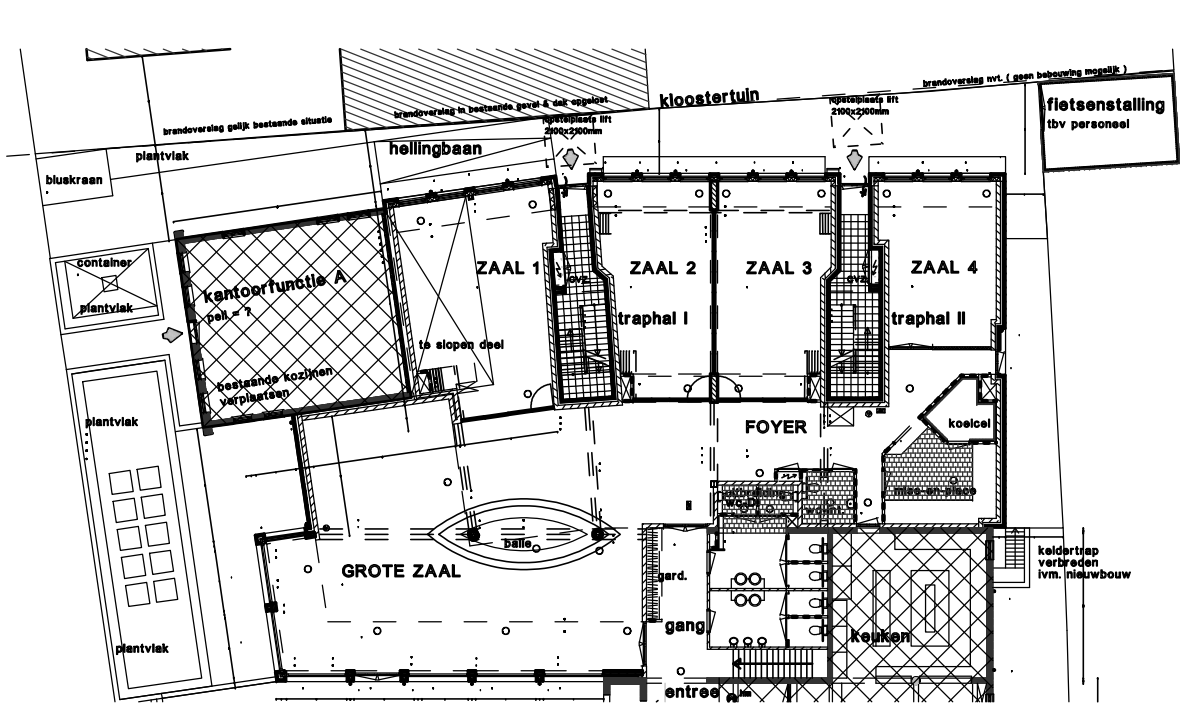 brandoverslag nvt. ( geen bebouwing mogelijk )
kloostertuin
opstelplaats lift
2100x2100mm
fietsenstalling
tbv personeel
brandoverslag in bestaande gevel & dak opgelost
opstelplaats lift
2100x2100mm
brandoverslag gelijk bestaande situatie
hellingbaan
plantvlak
bluskraan
container
plantvlak
kantoorfunctie A
peil = ?
ZAAL 1
ZAAL 2
ZAAL 3
ZAAL 4
traphal I
traphal II
te slopen deel
bestaande kozijnen
verplaatsen
plantvlak
FOYER
koelcel
mise-en-place
balie
GROTE ZAAL
gard.
keldertrap
verbreden
ivm. nieuwbouw
gang
keuken
plantvlak
entree